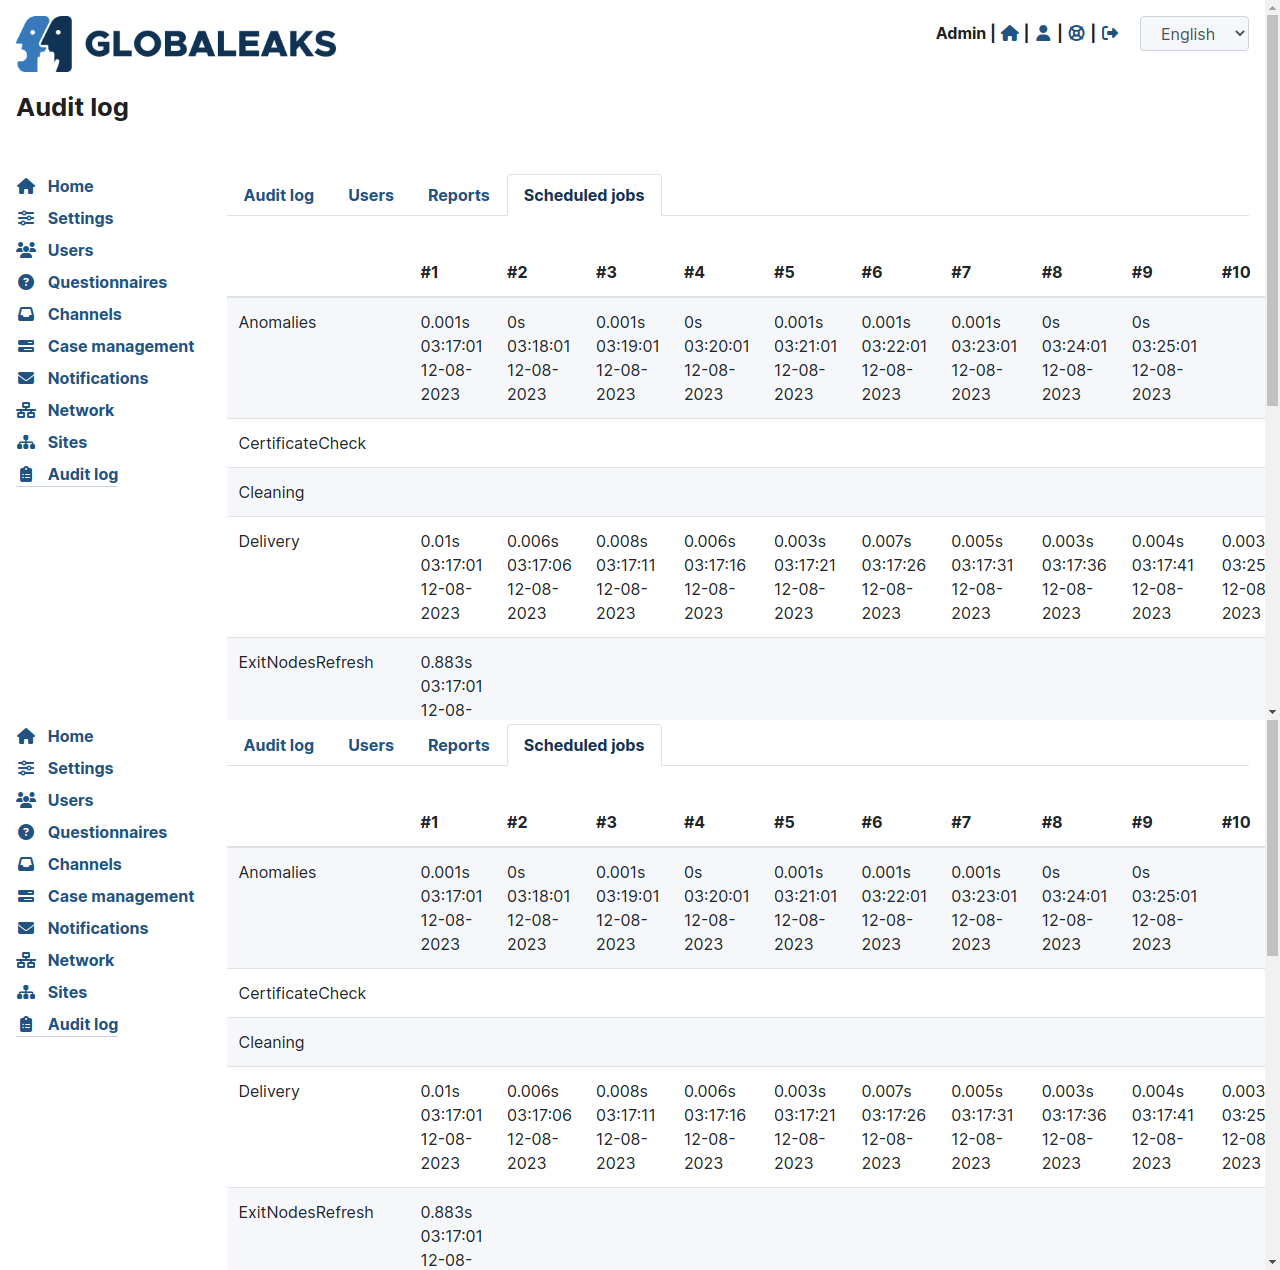 GLOBALEAKS
Admin | | | |
English
Audit log
Home
Settings
Users
Questionnaires
Channels
Case management
Notifications
Network
Sites
Audit log
Audit log Users Reports Scheduled jobs
#1 #2 #3 #4 #5 #6 #7 #8 #9 #10
Anomalies 0.001s 0s 0.001s 0s 0.001s 0.001s 0.001s 0s 0s
03:17:01 03:18:01 03:19:01 03:20:01 03:21:01 03:22:01 03:23:01 03:24:01 03:25:01
12-08- 12-08- 12-08- 12-08- 12-08- 12-08- 12-08- 12-08- 12-08-
2023 2023 2023 2023 2023 2023 2023 2023 2023
CertificateCheck
Cleaning
Delivery 0.01s 0.006s 0.008s 0.006s 0.003s 0.007s 0.005s 0.003s 0.004s 0.003
03:17:01 03:17:06 03:17:11 03:17:16 03:17:21 03:17:26 03:17:31 03:17:36 03:17:41 03:25
12-08- 12-08- 12-08- 12-08- 12-08- 12-08- 12-08- 12-08- 12-08- 12-08
2023 2023 2023 2023 2023 2023 2023 2023 2023 2023
ExitNodesRefresh 0.883s
03:17:01
12-08-
Home
Settings
Users
Questionnaires
Channels
Case management
Notifications
Network
Sites
Audit log
Audit log Users Reports Scheduled jobs
#1 #2 #3 #4 #5 #6 #7 #8 #9 #10
Anomalies 0.001s 0s 0.001s 0s 0.001s 0.001s 0.001s 0s 0s
03:17:01 03:18:01 03:19:01 03:20:01 03:21:01 03:22:01 03:23:01 03:24:01 03:25:01
12-08- 12-08- 12-08- 12-08- 12-08- 12-08- 12-08- 12-08- 12-08-
2023 2023 2023 2023 2023 2023 2023 2023 2023
CertificateCheck
Cleaning
Delivery 0.01s 0.006s 0.008s 0.006s 0.003s 0.007s 0.005s 0.003s 0.004s 0.003
03:17:01 03:17:06 03:17:11 03:17:16 03:17:21 03:17:26 03:17:31 03:17:36 03:17:41 03:25
12-08- 12-08- 12-08- 12-08- 12-08- 12-08- 12-08- 12-08- 12-08- 12-08
2023 2023 2023 2023 2023 2023 2023 2023 2023 2023
ExitNodesRefresh 0.883s
03:17:01
12-08-